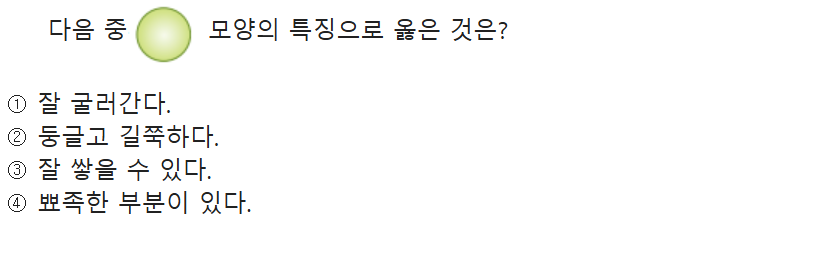 다음 중 모양의 특징으로 옳은 것은?
① 잘 굴러간다.
② 둥글고 길쭉하다.
③ 잘 쌓을 수 있다.
④ 뾰족한 부분이 있다.